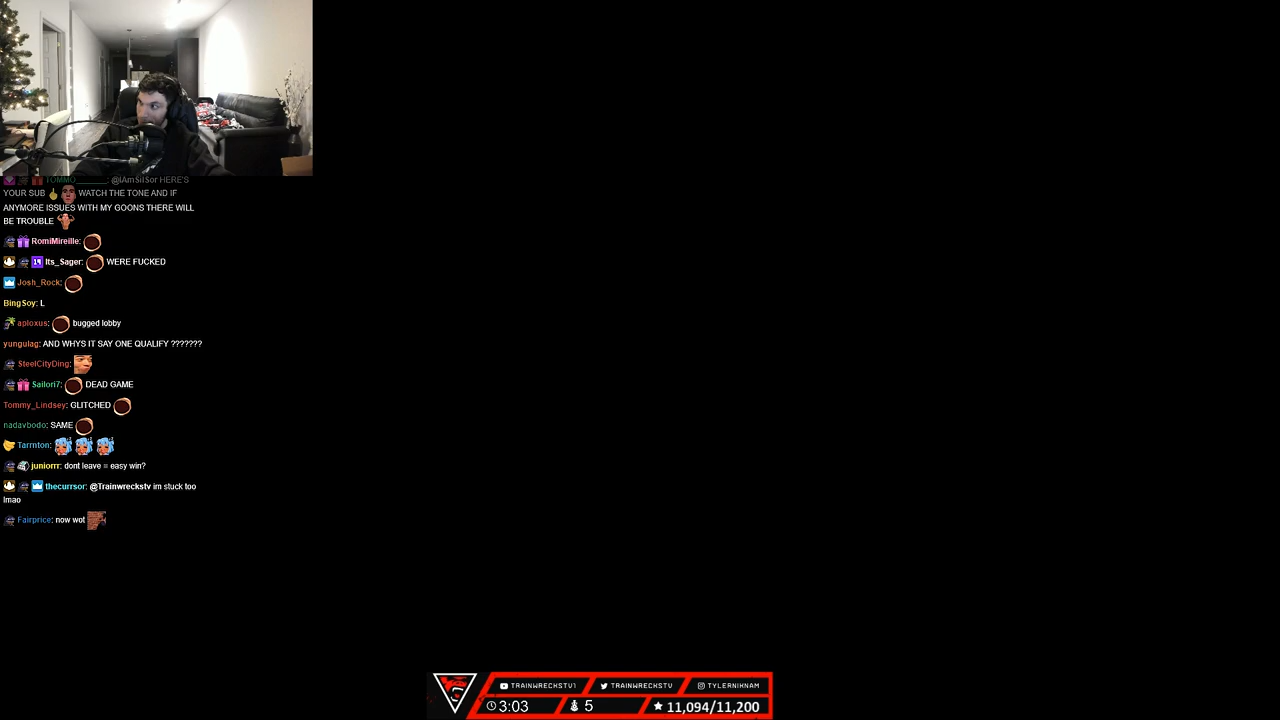 TOMMO______: @IAmSilSor HERE'S
YOUR SUB WATCH THE TONE AND IF
ANYMORE ISSUES WITH MY GOONS THERE WILL
BE TROUBLE
RomiMireille:
Its_Sager: WERE FUCKED
Josh_Rock:
BingSoy: L
aploxus: bugged lobby
yungulag: AND WHYS IT SAY ONE QUALIFY ???????
SteelCityDing:
Sailori7: DEAD GAME
Tommy_Lindsey: GLITCHED
nadavbodo: SAME
Tarrnton:
juniorrr: dont leave = easy win?
thecurrsor: @Trainwreckstv im stuck too
lmao
Fairprice: now wot
TRAINWRECKSTV1 TRAINWRECKSTV TYLERNIKNAM
3:03 5 11,094/11,200